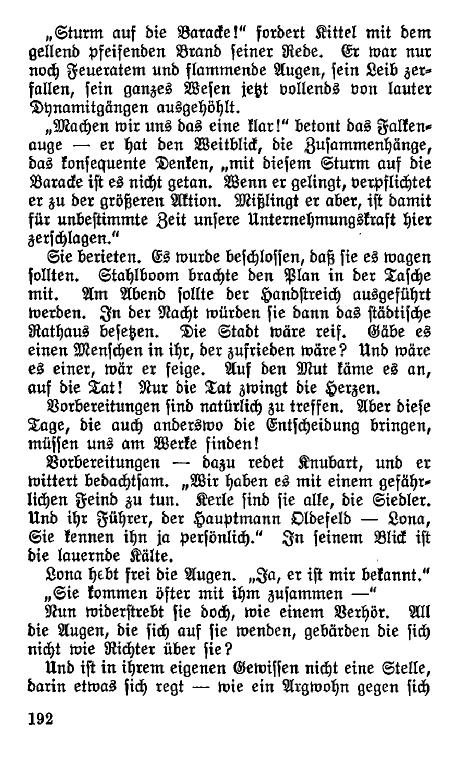 „Sturm auf die Baracke!“ fordert Kittel mit dem
gellend pfeifenden Brand seiner Rede. Er war nur
noch Feueratem und flammende Augen, sein Leib zer-
fallen, sein ganzes Wesen jetzt vollends von lauter
Dynamitgängen ausgehöhlt.
„Machen wir uns das eine klar!“ betont das Falken-
auge — er hat den Weitblick, die Zusammenhänge,
das konsequente Denken, „mit diesem Sturm auf die
Baracke ist es nicht getan. Wenn er gelingt, verpflichtet
er zu der größeren Aktion. Mißlingt er aber, ist damit
für unbestimmte Zeit unsere Unternehmungskraft hier
zerschlagen.“
Sie berieten. Es wurde beschlossen, daß sie es wagen
sollten. Stahlboom brachte den Plan in der Tasche
mit. Am Abend sollte der Handstreich ausgeführt
werden. In der Nacht würden sie dann das städtische
Rathaus besetzen. Die Stadt wäre reif. Gäbe es
einen Menschen in ihr, der zufrieden wäre? Und wäre
es einer, wär er feige. Auf den Mut käme es an,
auf die Tat! Nur die Tat zwingt die Herzen.
Vorbereitungen sind natürlich zu treffen. Aber diese
Tage, die auch anderswo die Entscheidung bringen,
müssen uns am Werke finden!
Vorbereitungen — dazu redet Knubart, und er
wittert bedachtsam. „Wir haben es mit einem gefähr-
lichen Feind zu tun. Kerle sind sie alle, die Siedler.
Und ihr Führer, der Hauptmann Oldefeld — Lona,
Sie kennen ihn ja persönlich.“ In seinem Blick ist
die lauernde Kälte.
Lona hebt frei die Augen. „Ja, er ist mir bekannt.“
„Sie kommen öfter mit ihm zusammen —“
Nun widerstrebt sie doch, wie einem Verhör. All
die Augen, die sich auf sie wenden, gebärden die sich
nicht wie Richter über sie?
Und ist in ihrem eigenen Gewissen nicht eine Stelle,
darin etwas sich regt — wie ein Argwohn gegen sich
192